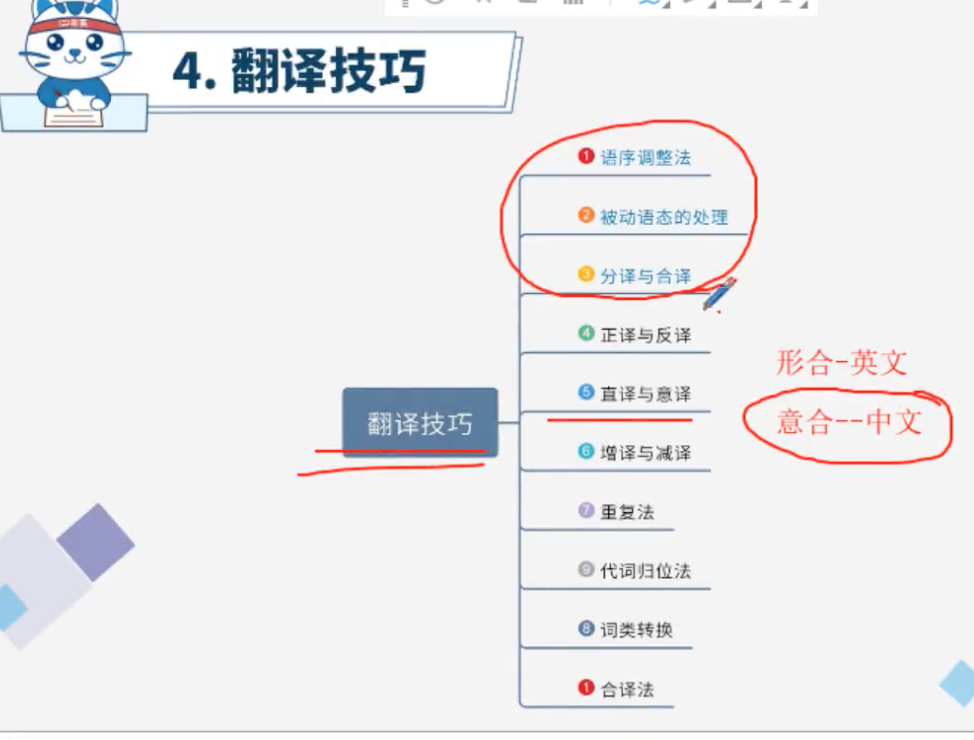 4. 翻译技巧
1 语序调整法
2 被动语态的处理
3 分译与合译
4 正译与反译
形合-英文
5 直译与意译
翻译技巧
意合--中文
6 增译与减译
7 重复法
9 代词归位法
8 词类转换
1 合译法